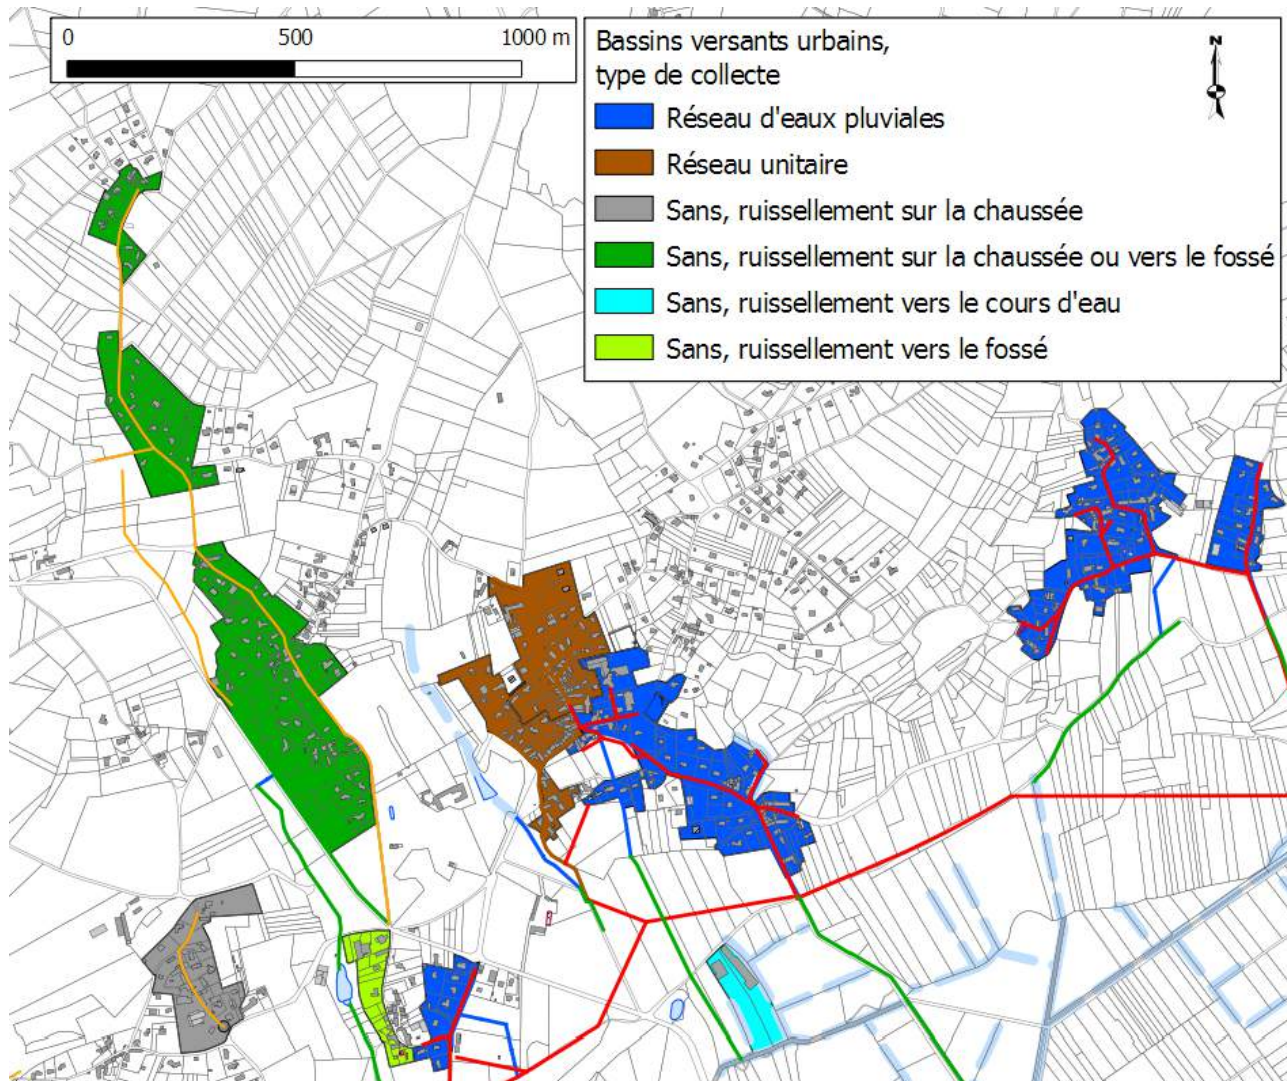 0 500 1000 m
Bassins versants urbains,
type de collecte
N
Réseau d'eaux pluviales
Réseau unitaire
Sans, ruissellement sur la chaussée
Sans, ruissellement sur la chaussée ou vers le fossé
Sans, ruissellement vers le cours d'eau
Sans, ruissellement vers le fossé